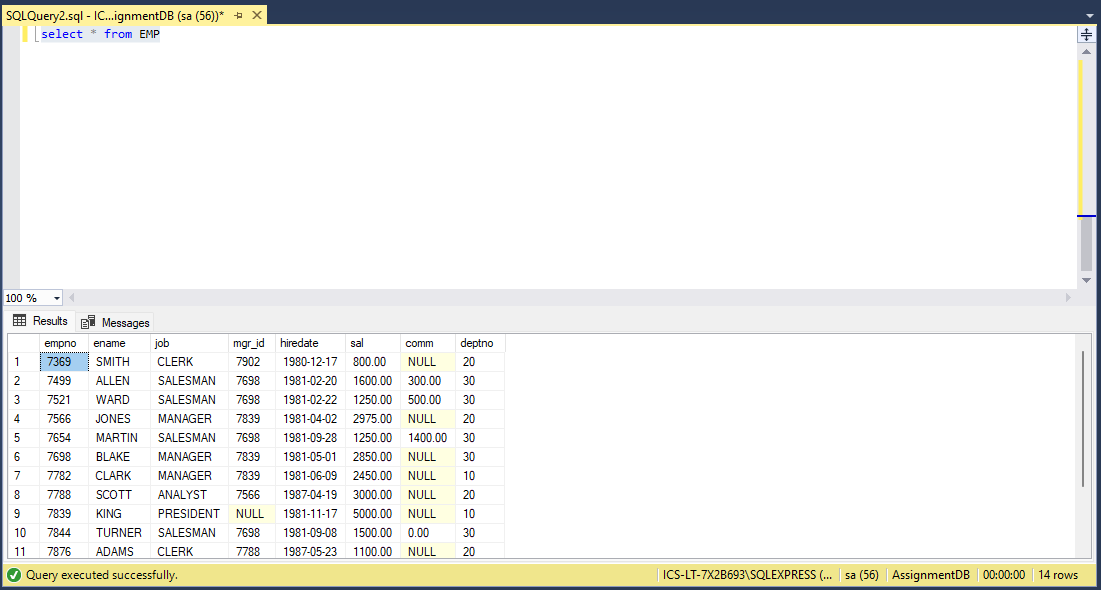 SQLQuery2.sql - IC...ignmentDB (sa (56))*
select * from EMP
100 %
Results Messages
empno ename job mgr_id hiredate sal comm deptno
1 7369 SMITH CLERK 7902 1980-12-17 800.00 NULL 20
2 7499 ALLEN SALESMAN 7698 1981-02-20 1600.00 300.00 30
3 7521 WARD SALESMAN 7698 1981-02-22 1250.00 500.00 30
4 7566 JONES MANAGER 7839 1981-04-02 2975.00 NULL 20
5 7654 MARTIN SALESMAN 7698 1981-09-28 1250.00 1400.00 30
6 7698 BLAKE MANAGER 7839 1981-05-01 2850.00 NULL 30
7 7782 CLARK MANAGER 7839 1981-06-09 2450.00 NULL 10
8 7788 SCOTT ANALYST 7566 1987-04-19 3000.00 NULL 20
9 7839 KING PRESIDENT NULL 1981-11-17 5000.00 NULL 10
10 7844 TURNER SALESMAN 7698 1981-09-08 1500.00 0.00 30
11 7876 ADAMS CLERK 7788 1987-05-23 1100.00 NULL 20
Query executed successfully. ICS-LT-7X2B693\SQLEXPRESS (... sa (56) AssignmentDB 00:00:00 14 rows